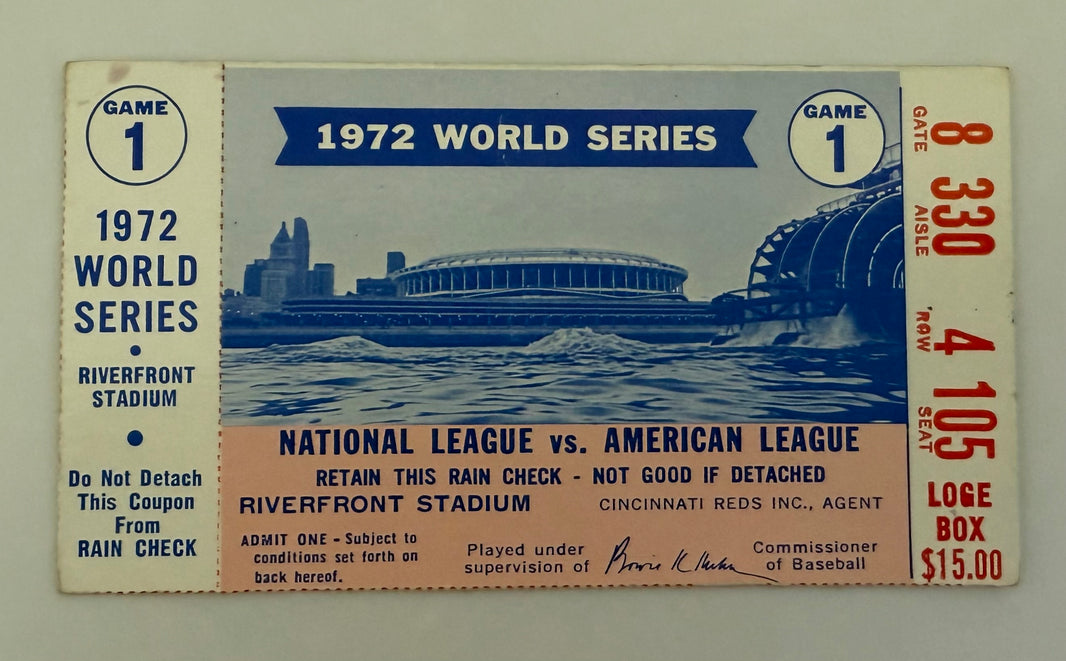 GAME
1
1972
WORLD
SERIES
RIVERFRONT
STADIUM
Do Not Detach
This Coupon
From
RAIN CHECK
1972 WORLD SERIES
GAME
1
NATIONAL LEAGUE vs. AMERICAN LEAGUE
RETAIN THIS RAIN CHECK - NOT GOOD IF DETACHED
RIVERFRONT STADIUM CINCINNATI REDS INC., AGENT
ADMIT ONE - Subject to
conditions set forth on
back hereof.
Played under
supervision of
Bowie K Kuhn
Commissioner
of Baseball
8 330 4 105
GATE AISLE ROW SEAT
LOGE
BOX
$15.00